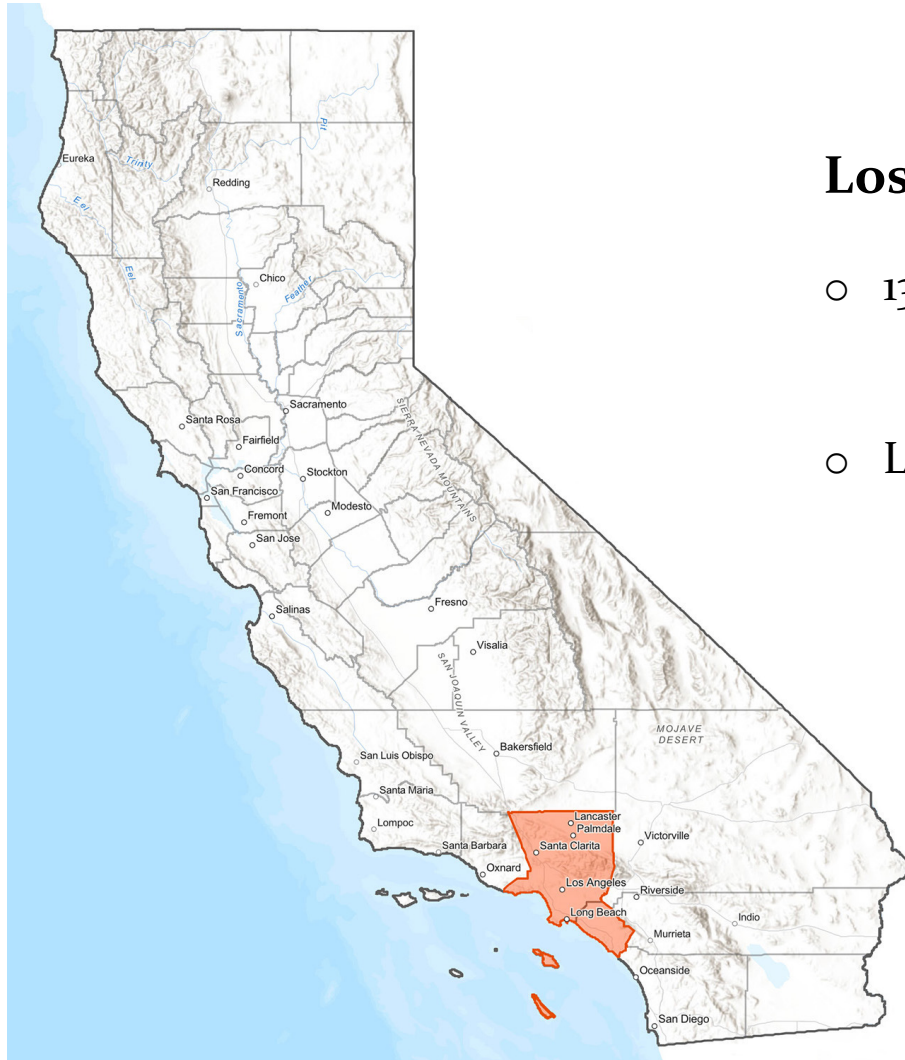 Los
13
L
Eureka
Trinity
Pit
Redding
Eel
Eel
Chico
Feather
Sacramento
Sacramento
Santa Rosa
Fairfield
SIERRA NEVADA MOUNTAINS
Concord
Stockton
San Francisco
Modesto
Fremont
San Jose
Fresno
Salinas
Visalia
SAN JOAQUIN VALLEY
MOJAVE
DESERT
Bakersfield
San Luis Obispo
Santa Maria
Lancaster
Lompoc
Palmdale
Victorville
Santa Barbara
Santa Clarita
Oxnard
Los Angeles
Riverside
Long Beach
Indio
Murrieta
Oceanside
San Diego